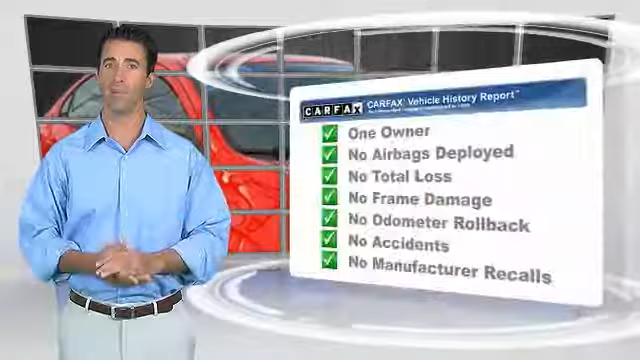 CARFAX CARFAX Vehicle History Report™
One Owner
No Airbags Deployed
No Total Loss
No Frame Damage
No Odometer Rollback
No Accidents
No Manufacturer Recalls